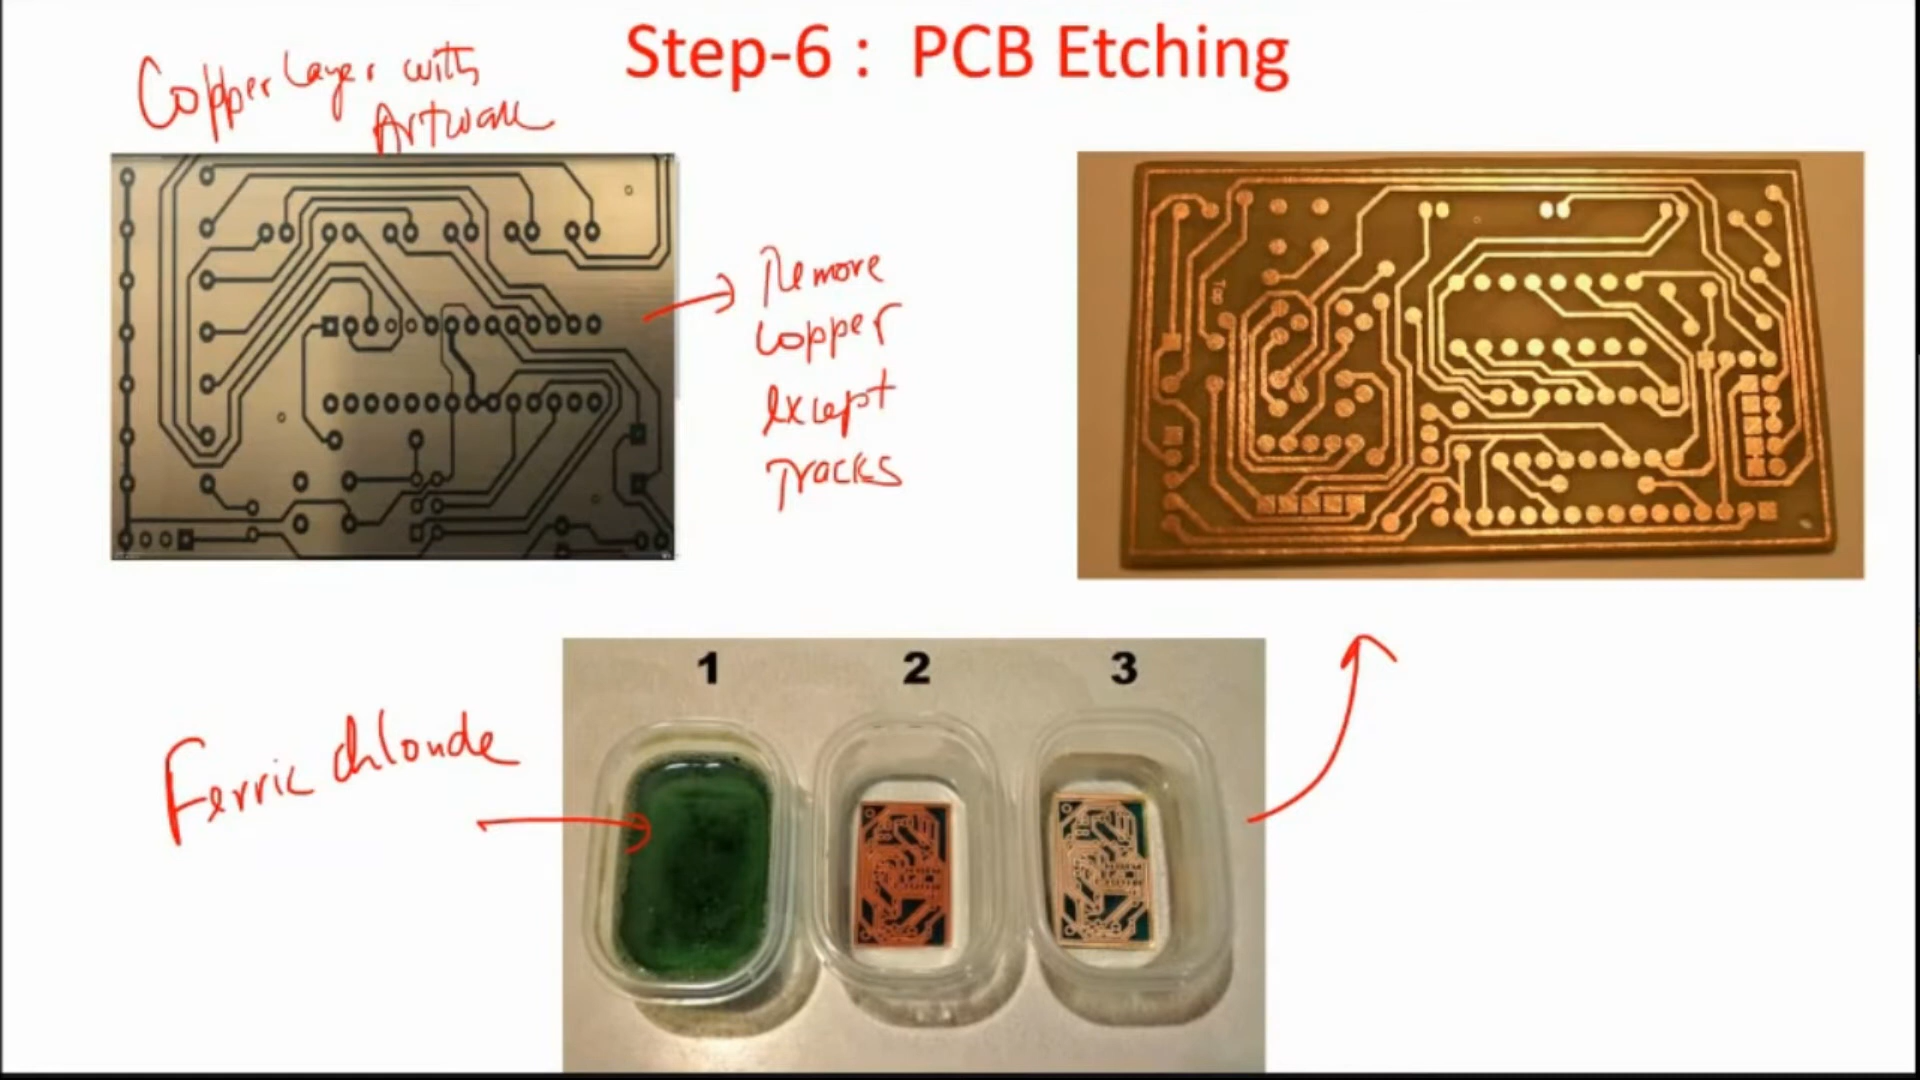 Step-6 : PCB Etching
Copper Layer with
Artwork
Remove
copper
except
Tracks
Ferric chloride
1 2 3